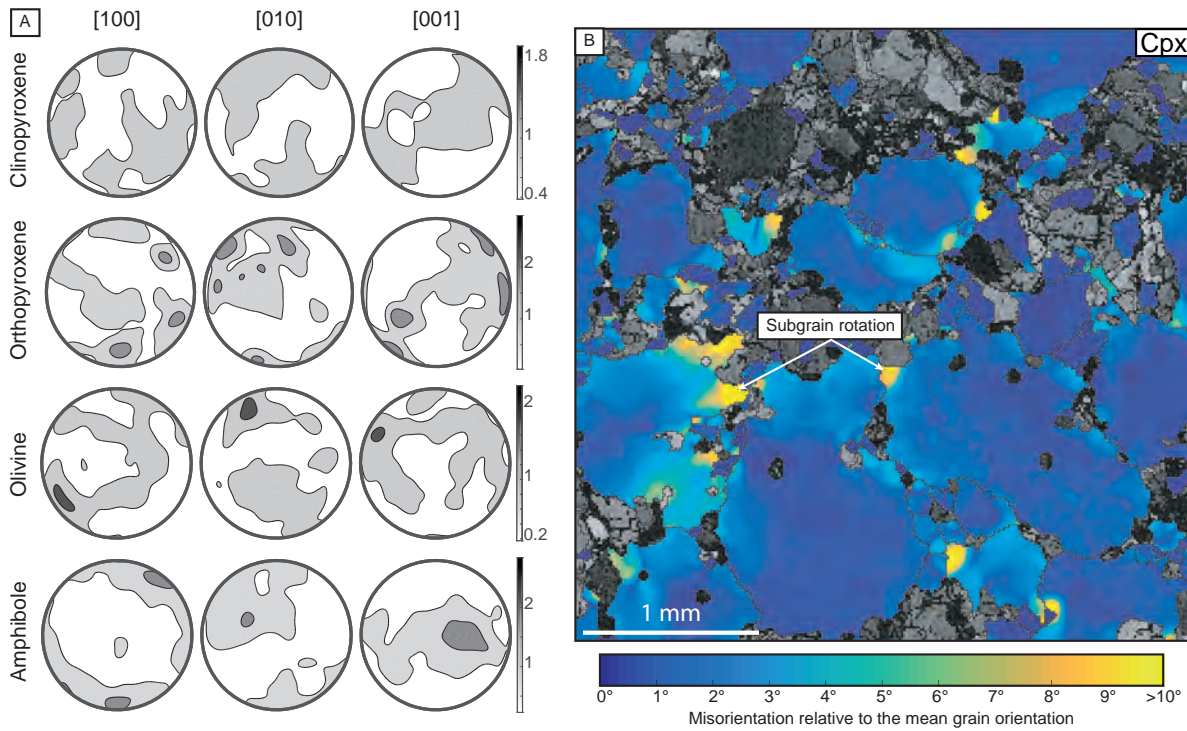 A
[100]
[010]
[001]
Clinopyroxene
1.8
1
0.4
Orthopyroxene
2
1
Olivine
2
1
0.2
Amphibole
2
1
B
Cpx
Subgrain rotation
1 mm
0° 1° 2° 3° 4° 5° 6° 7° 8° 9° >10°
Misorientation relative to the mean grain orientation